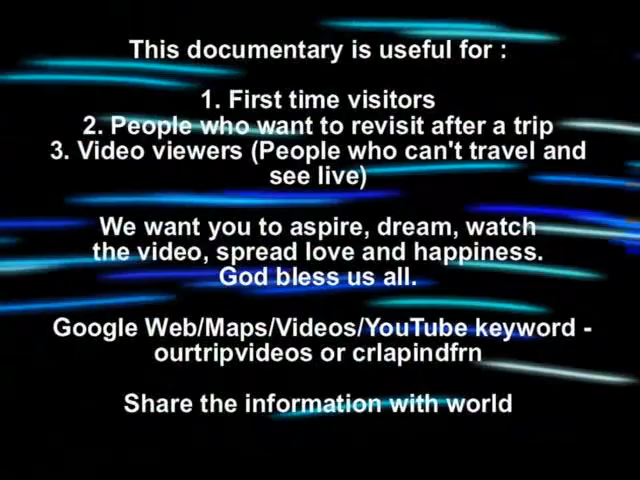 This documentary is useful for :
1. First time visitors
2. People who want to revisit after a trip
3. Video viewers (People who can't travel and
see live)
We want you to aspire, dream, watch
the video, spread love and happiness.
God bless us all.
Google Web/Maps/Videos/YouTube keyword -
ourtripvideos or crlapindfrn
Share the information with world